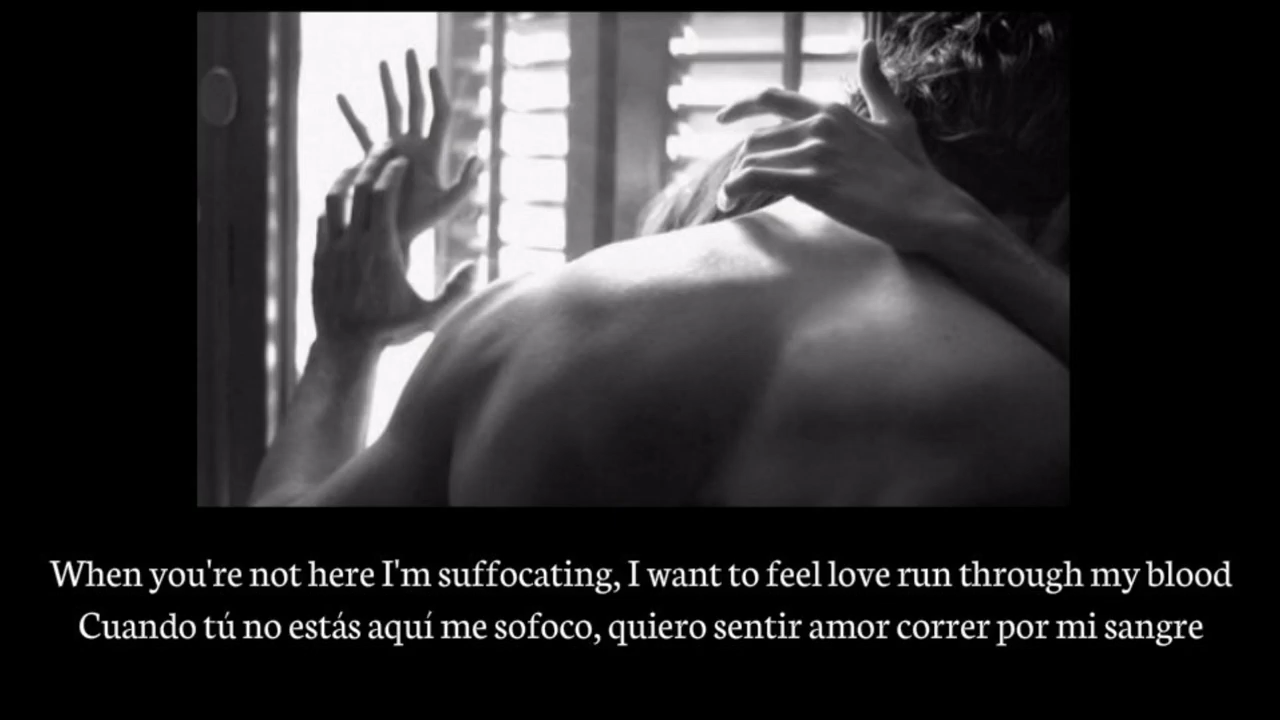 When you're not here I'm suffocating, I want to feel love run through my blood
Cuando tú no estás aquí me sofoco, quiero sentir amor correr por mi sangre